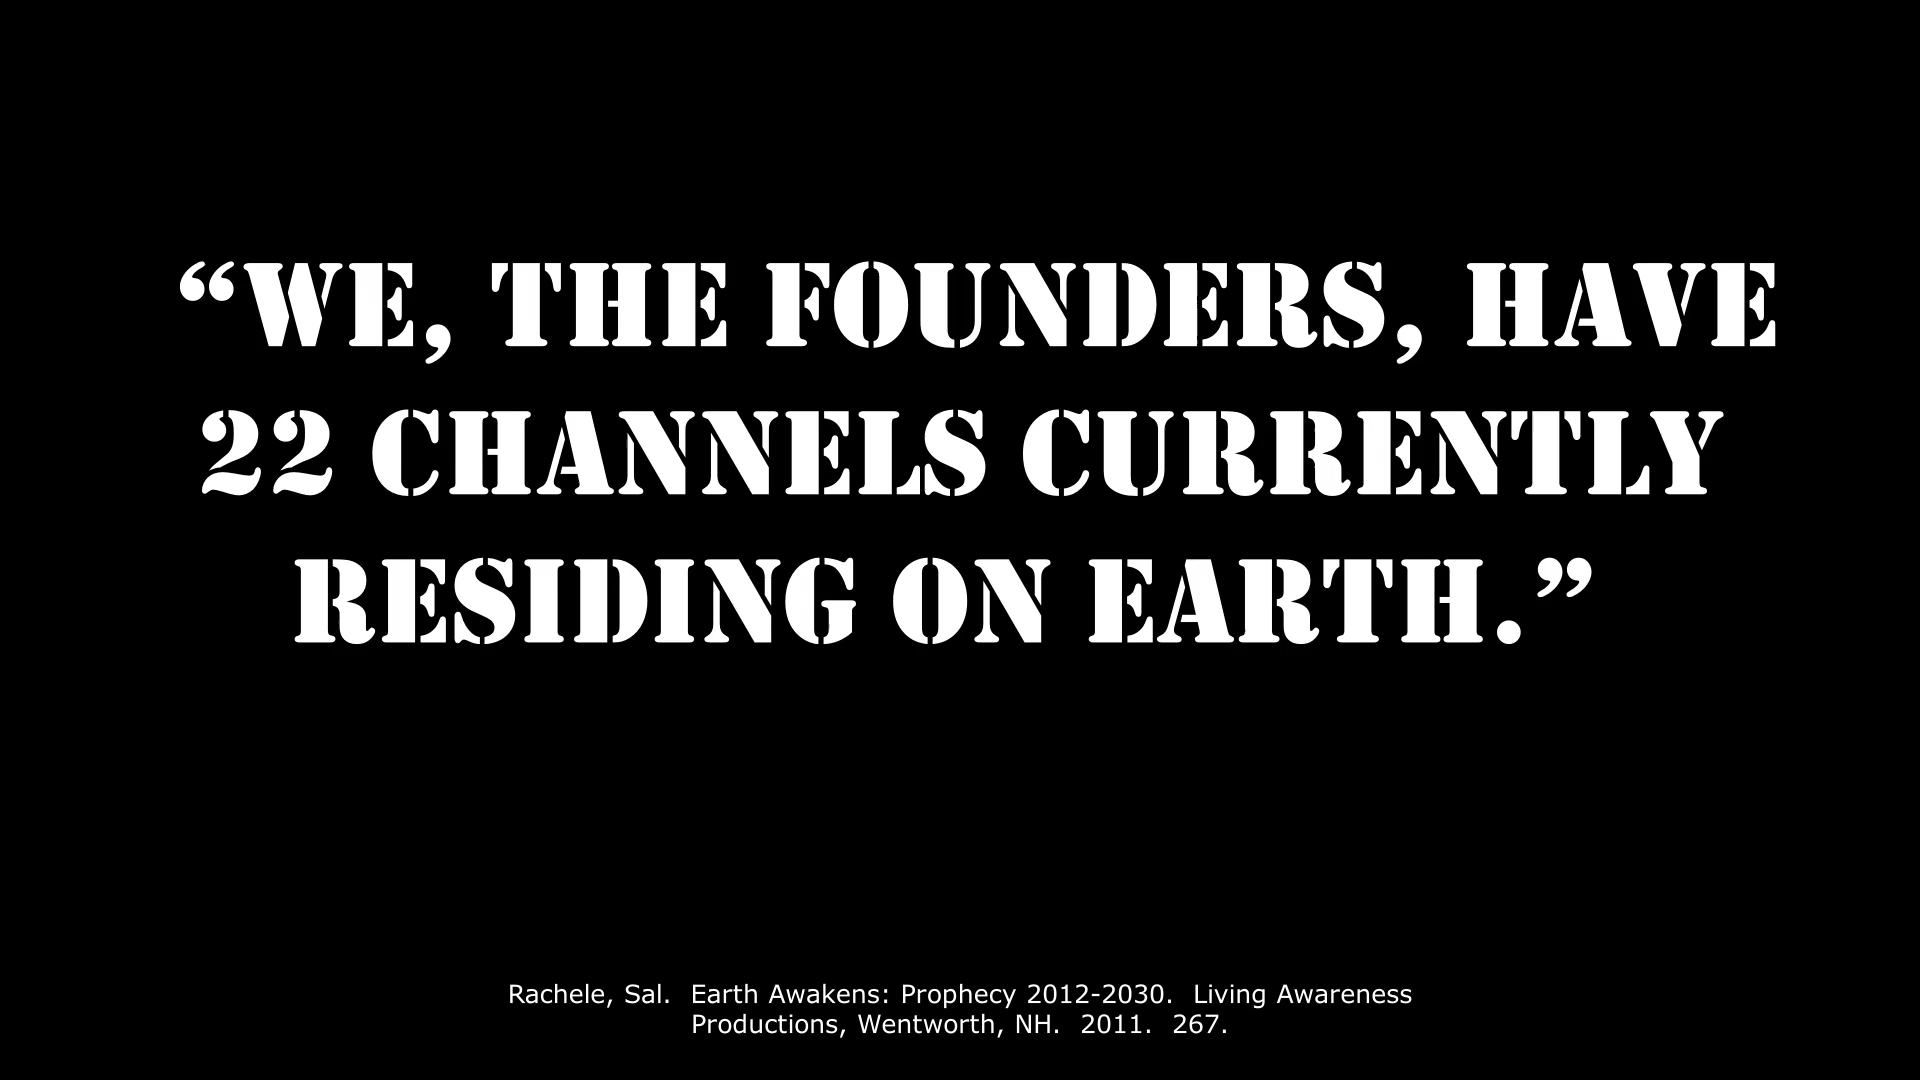 “WE, THE FOUNDERS, HAVE
22 CHANNELS CURRENTLY
RESIDING ON EARTH.”
Rachele, Sal.  Earth Awakens: Prophecy 2012-2030.  Living Awareness
Productions, Wentworth, NH.  2011.  267.